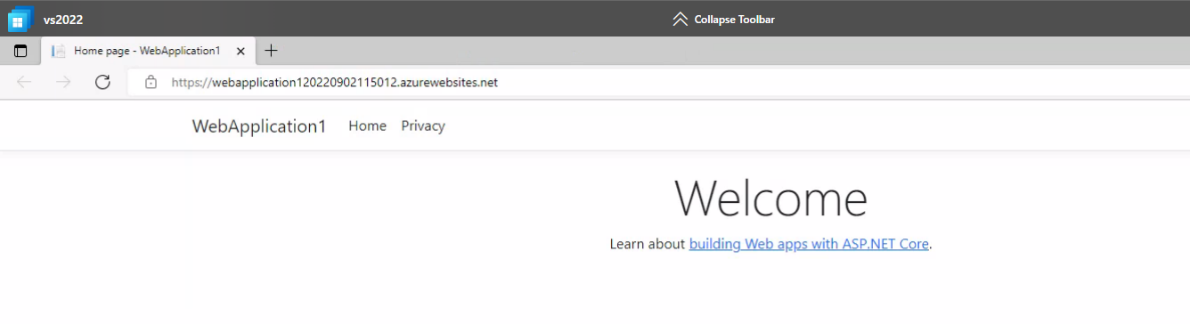 vs2022
Collapse Toolbar
Home page - WebApplication1
https://webapplication120220902115012.azurewebsites.net
WebApplication1 Home Privacy
Welcome
Learn about building Web apps with ASP.NET Core.